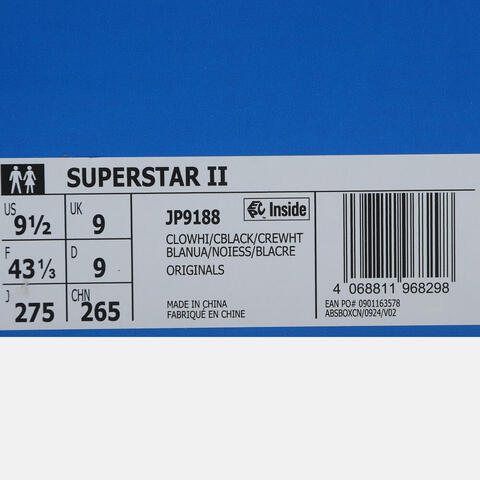 SUPERSTAR II
US 9½ UK 9
F 43⅓ D 9
J 275 CHN 265
JP9188 Inside
CLOWHI/CBLACK/CREWHT
BLANUA/NOIESS/BLACRE
ORIGINALS
MADE IN CHINA
FABRIQUÉ EN CHINE
4 068811 968298
EAN PO# 0901163578
ABSBOXCN/0924/V02